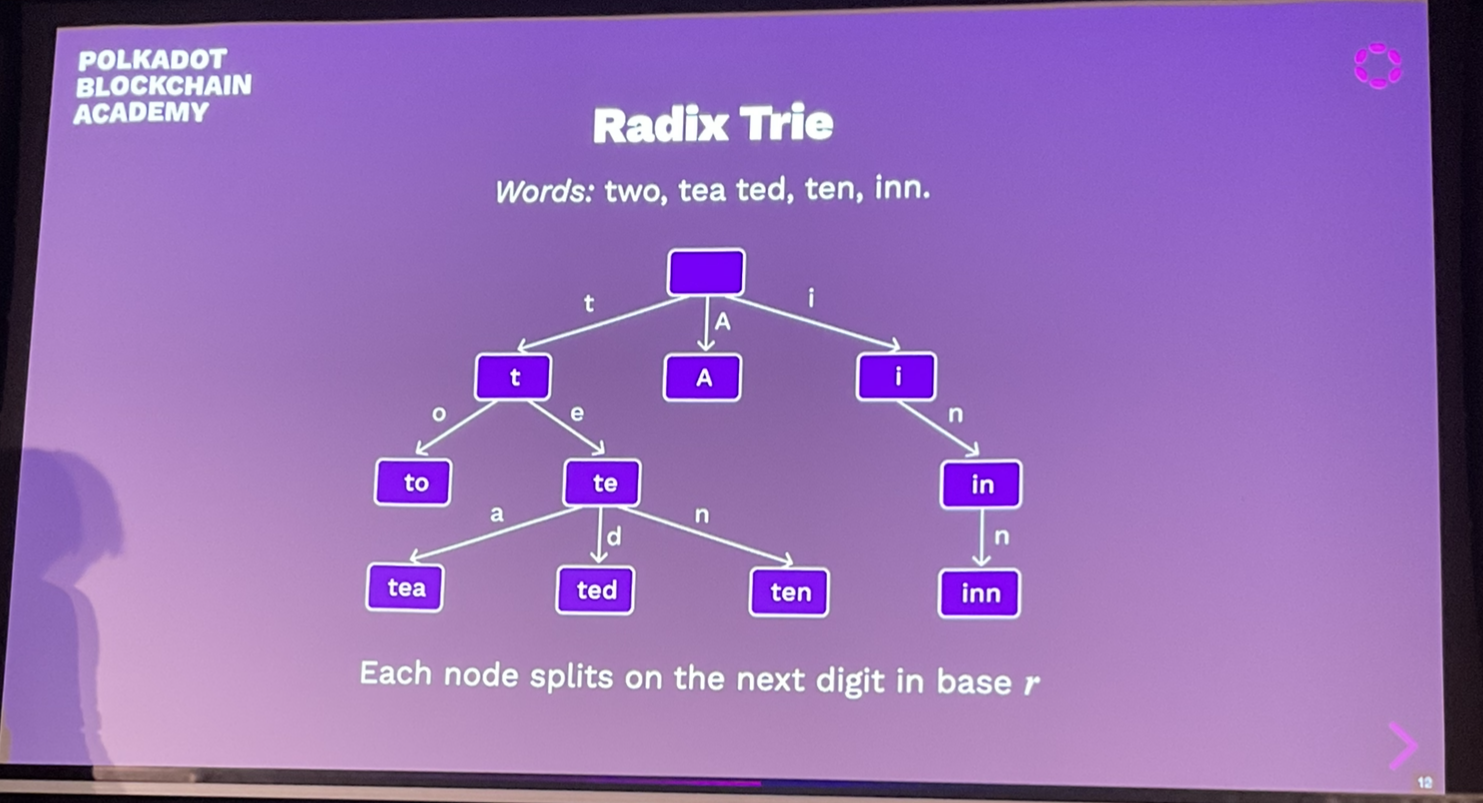 POLKADOT
BLOCKCHAIN
ACADEMY
Radix Trie
Words: two, tea ted, ten, inn.
t
A
i
t
A
i
o
e
n
to
te
in
a
d
n
n
tea
ted
ten
inn
Each node splits on the next digit in base r
12